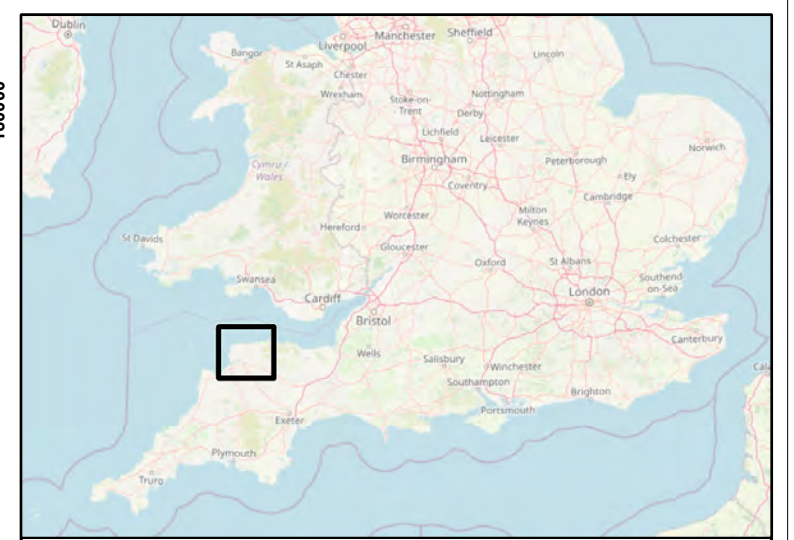 Dublin
Manchester
Sheffield
Liverpool
Bangor
St Asaph
Lincoln
Chester
Wrexham
Stoke-on-
Trent
Nottingham
Derby
Lichfield
Leicester
Norwich
Birmingham
Peterborough
Cymru /
Wales
Ely
Coventry
Cambridge
Worcester
Milton
Keynes
Hereford
St Davids
Gloucester
Colchester
Oxford
St Albans
Swansea
Southend-
on-Sea
London
Cardiff
Bristol
Canterbury
Wells
Salisbury
Winchester
Cala
Southampton
Brighton
Portsmouth
Exeter
Plymouth
Truro